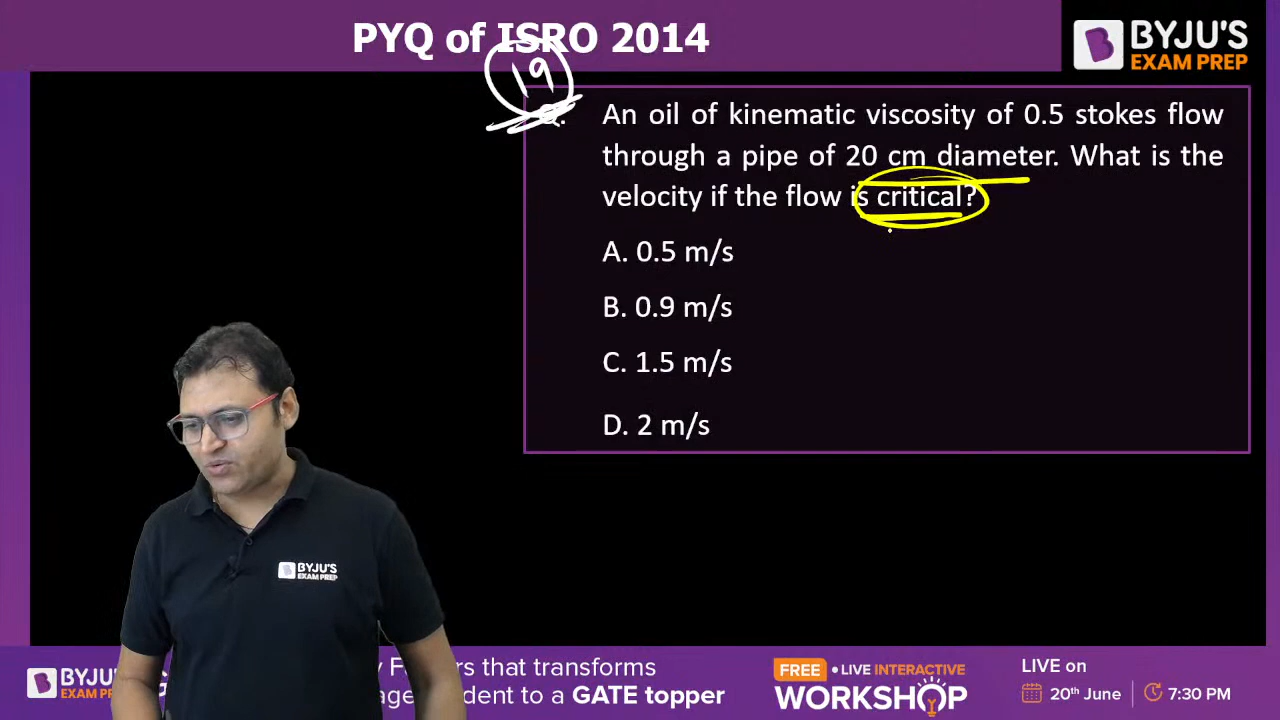 PYQ of ISRO 2014
BYJU'S
EXAM PREP
19
Q.
An oil of kinematic viscosity of 0.5 stokes flow
through a pipe of 20 cm diameter. What is the
velocity if the flow is critical?
A. 0.5 m/s
B. 0.9 m/s
C. 1.5 m/s
D. 2 m/s
BYJU'S
EXAM PREP
BYJU'S
EXAM PREP
that transforms
to a GATE topper
FREE • LIVE INTERACTIVE
WORKSHOP
LIVE on
20th June
7:30 PM